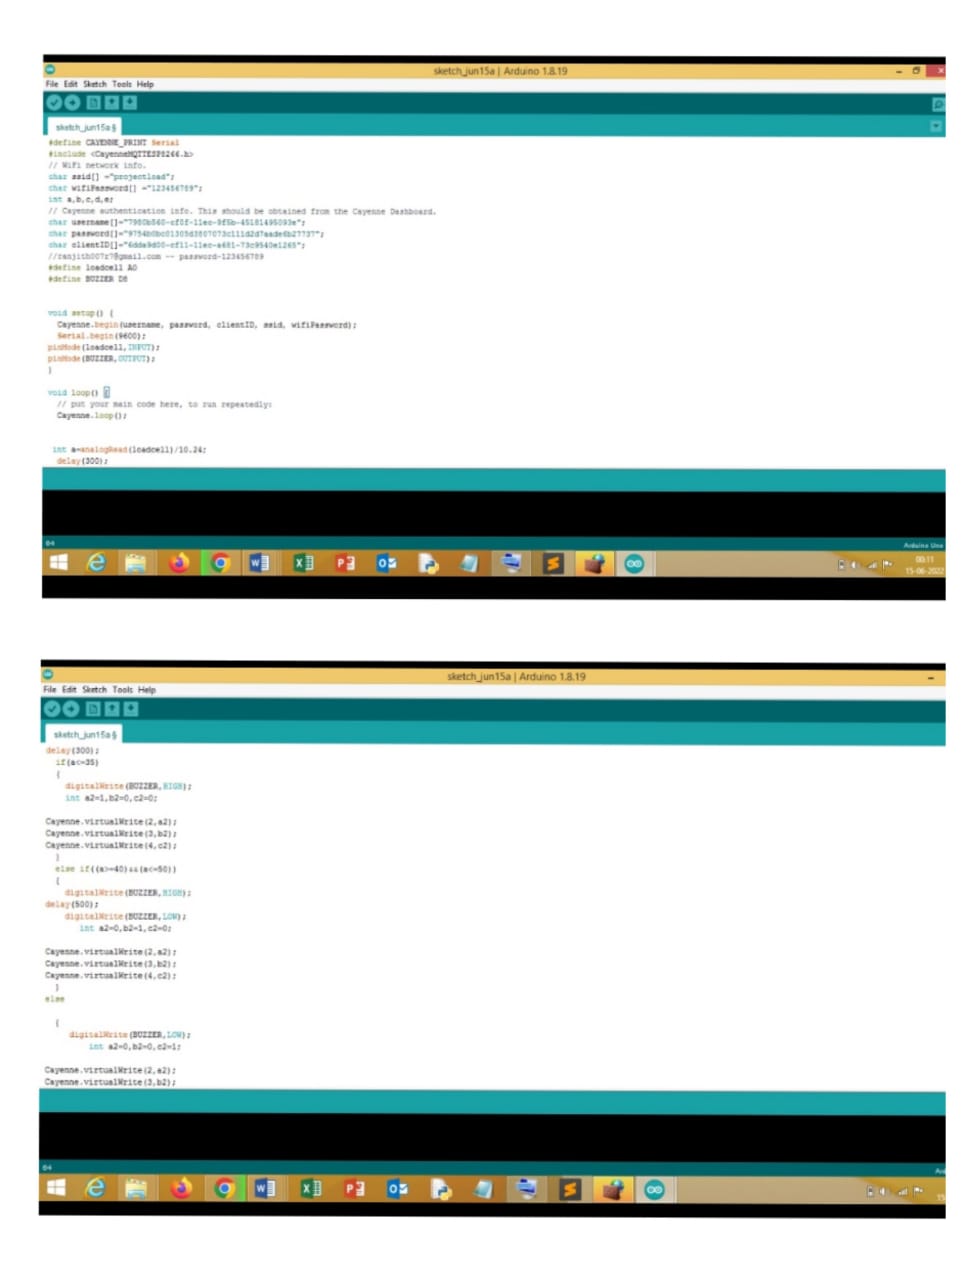 sketch_jun15a | Arduino 1.8.19
File Edit Sketch Tools Help
sketch_jun15a §
#define CAYENNE_PRINT Serial
#include <CayenneMQTTESP8266.h>
// WiFi network info.
char ssid[] ="projectload";
char wifiPassword[] ="123456789";
int a,b,c,d,e;
// Cayenne authentication info. This should be obtained from the Cayenne Dashboard.
char username[]="7980b560-cf0f-11ec-9f5b-45181495093e";
char password[]="9754b0bc01305d3807073c111d2d7aade6b27737";
char clientID[]="6dda9d00-cf11-11ec-a681-73c9540e1265";
//ranjith007r7@gmail.com -- password-123456789
#define loadcell A0
#define BUZZER D8
void setup() {
Cayenne.begin(username, password, clientID, ssid, wifiPassword);
Serial.begin(9600);
pinMode(loadcell,INPUT);
pinMode(BUZZER,OUTPUT);
}
void loop() {
// put your main code here, to run repeatedly:
Cayenne.loop();
int a=analogRead(loadcell)/10.24;
delay(300);
64
Arduino Uno
00:11
15-06-2022
sketch_jun15a | Arduino 1.8.19
File Edit Sketch Tools Help
sketch_jun15a §
delay(300);
if(a<=35)
{
digitalWrite(BUZZER,HIGH);
int a2=1,b2=0,c2=0;
Cayenne.virtualWrite(2,a2);
Cayenne.virtualWrite(3,b2);
Cayenne.virtualWrite(4,c2);
}
else if((a>=40)&&(a<=50))
{
digitalWrite(BUZZER,HIGH);
delay(500);
digitalWrite(BUZZER,LOW);
int a2=0,b2=1,c2=0;
Cayenne.virtualWrite(2,a2);
Cayenne.virtualWrite(3,b2);
Cayenne.virtualWrite(4,c2);
}
else
{
digitalWrite(BUZZER,LOW);
int a2=0,b2=0,c2=1;
Cayenne.virtualWrite(2,a2);
Cayenne.virtualWrite(3,b2);
64